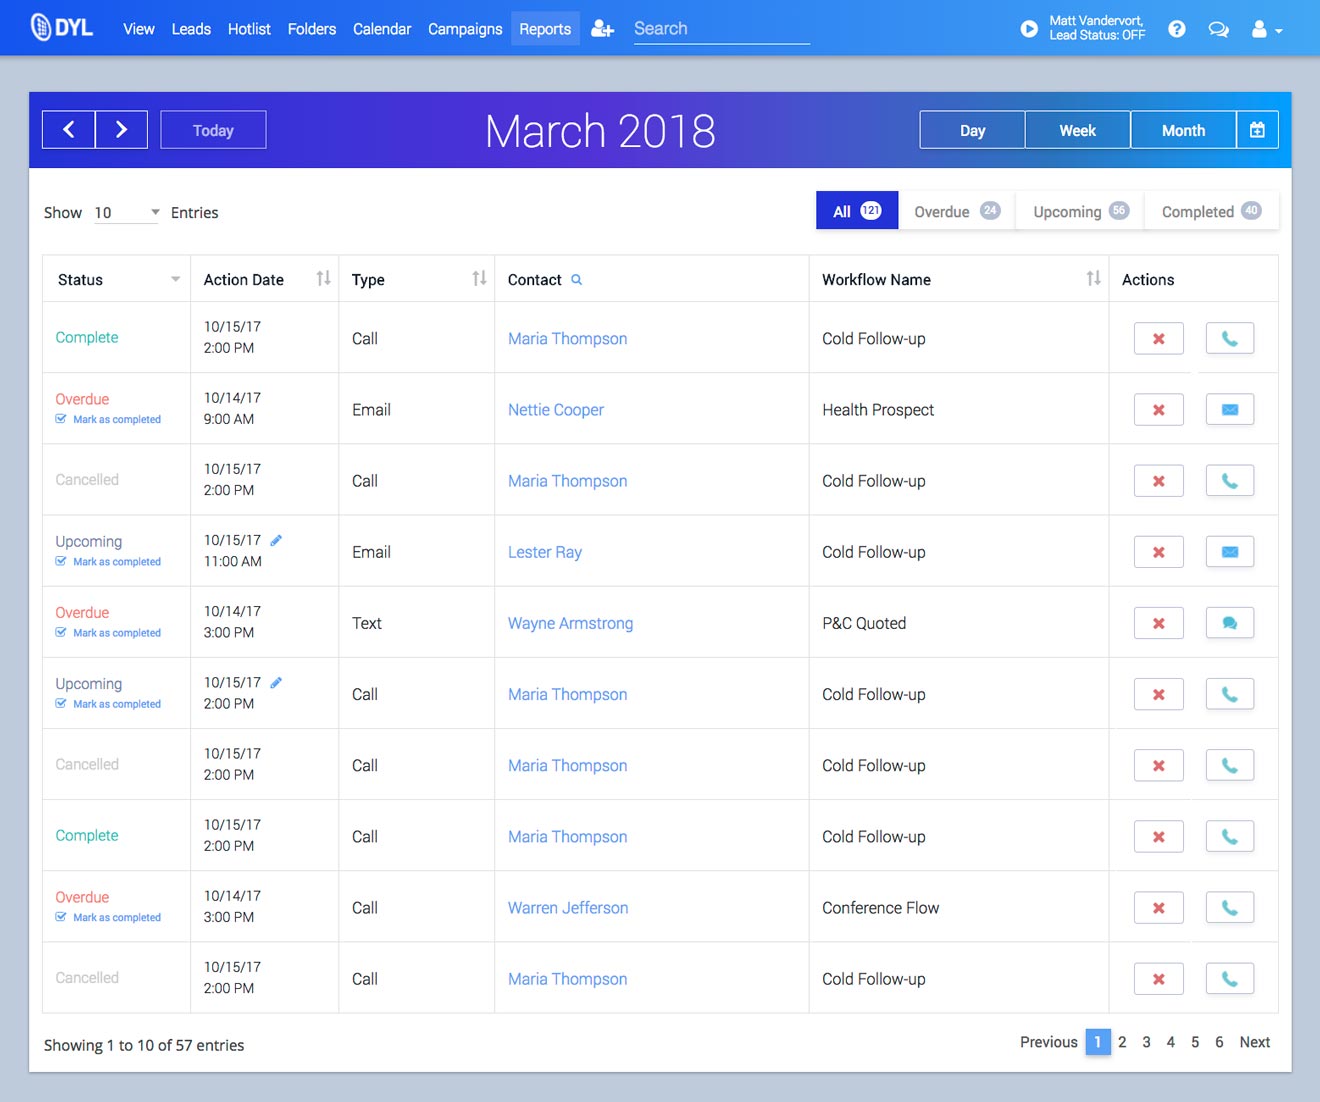 DYL View Leads Hotlist Folders Calendar Campaigns Reports Search Matt Vandervort,
Lead Status: OFF
Today March 2018 Day Week Month
Show 10 Entries All 121 Overdue 24 Upcoming 56 Completed 40
Status Action Date Type Contact Workflow Name Actions
Complete 10/15/17 2:00 PM Call Maria Thompson Cold Follow-up
Overdue 10/14/17 Email Nettie Cooper Health Prospect
Mark as completed 9:00 AM
Cancelled 10/15/17 2:00 PM Call Maria Thompson Cold Follow-up
Upcoming 10/15/17 Email Lester Ray Cold Follow-up
Mark as completed 11:00 AM
Overdue 10/14/17 Text Wayne Armstrong P&C Quoted
Mark as completed 3:00 PM
Upcoming 10/15/17 Call Maria Thompson Cold Follow-up
Mark as completed 2:00 PM
Cancelled 10/15/17 2:00 PM Call Maria Thompson Cold Follow-up
Complete 10/15/17 2:00 PM Call Maria Thompson Cold Follow-up
Overdue 10/14/17 Call Warren Jefferson Conference Flow
Mark as completed 3:00 PM
Cancelled 10/15/17 2:00 PM Call Maria Thompson Cold Follow-up
Showing 1 to 10 of 57 entries Previous 1 2 3 4 5 6 Next